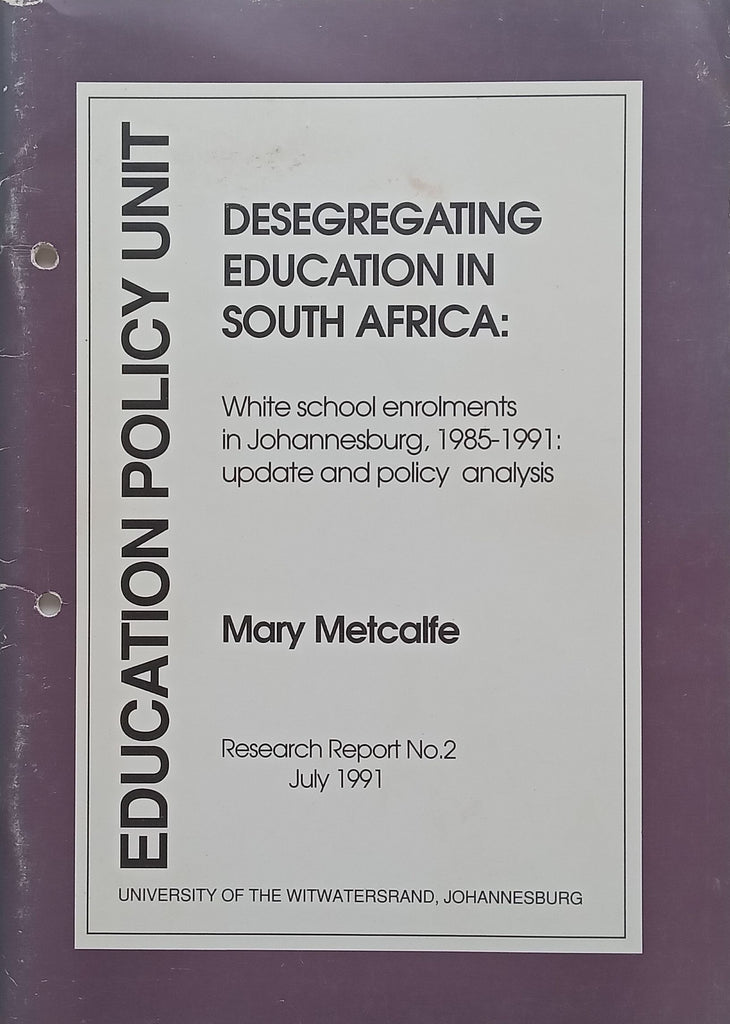 EDUCATION POLICY UNIT
DESEGREGATING
EDUCATION IN
SOUTH AFRICA:
White school enrolments
in Johannesburg, 1985-1991:
update and policy analysis
Mary Metcalfe
Research Report No.2
July 1991
UNIVERSITY OF THE WITWATERSRAND, JOHANNESBURG